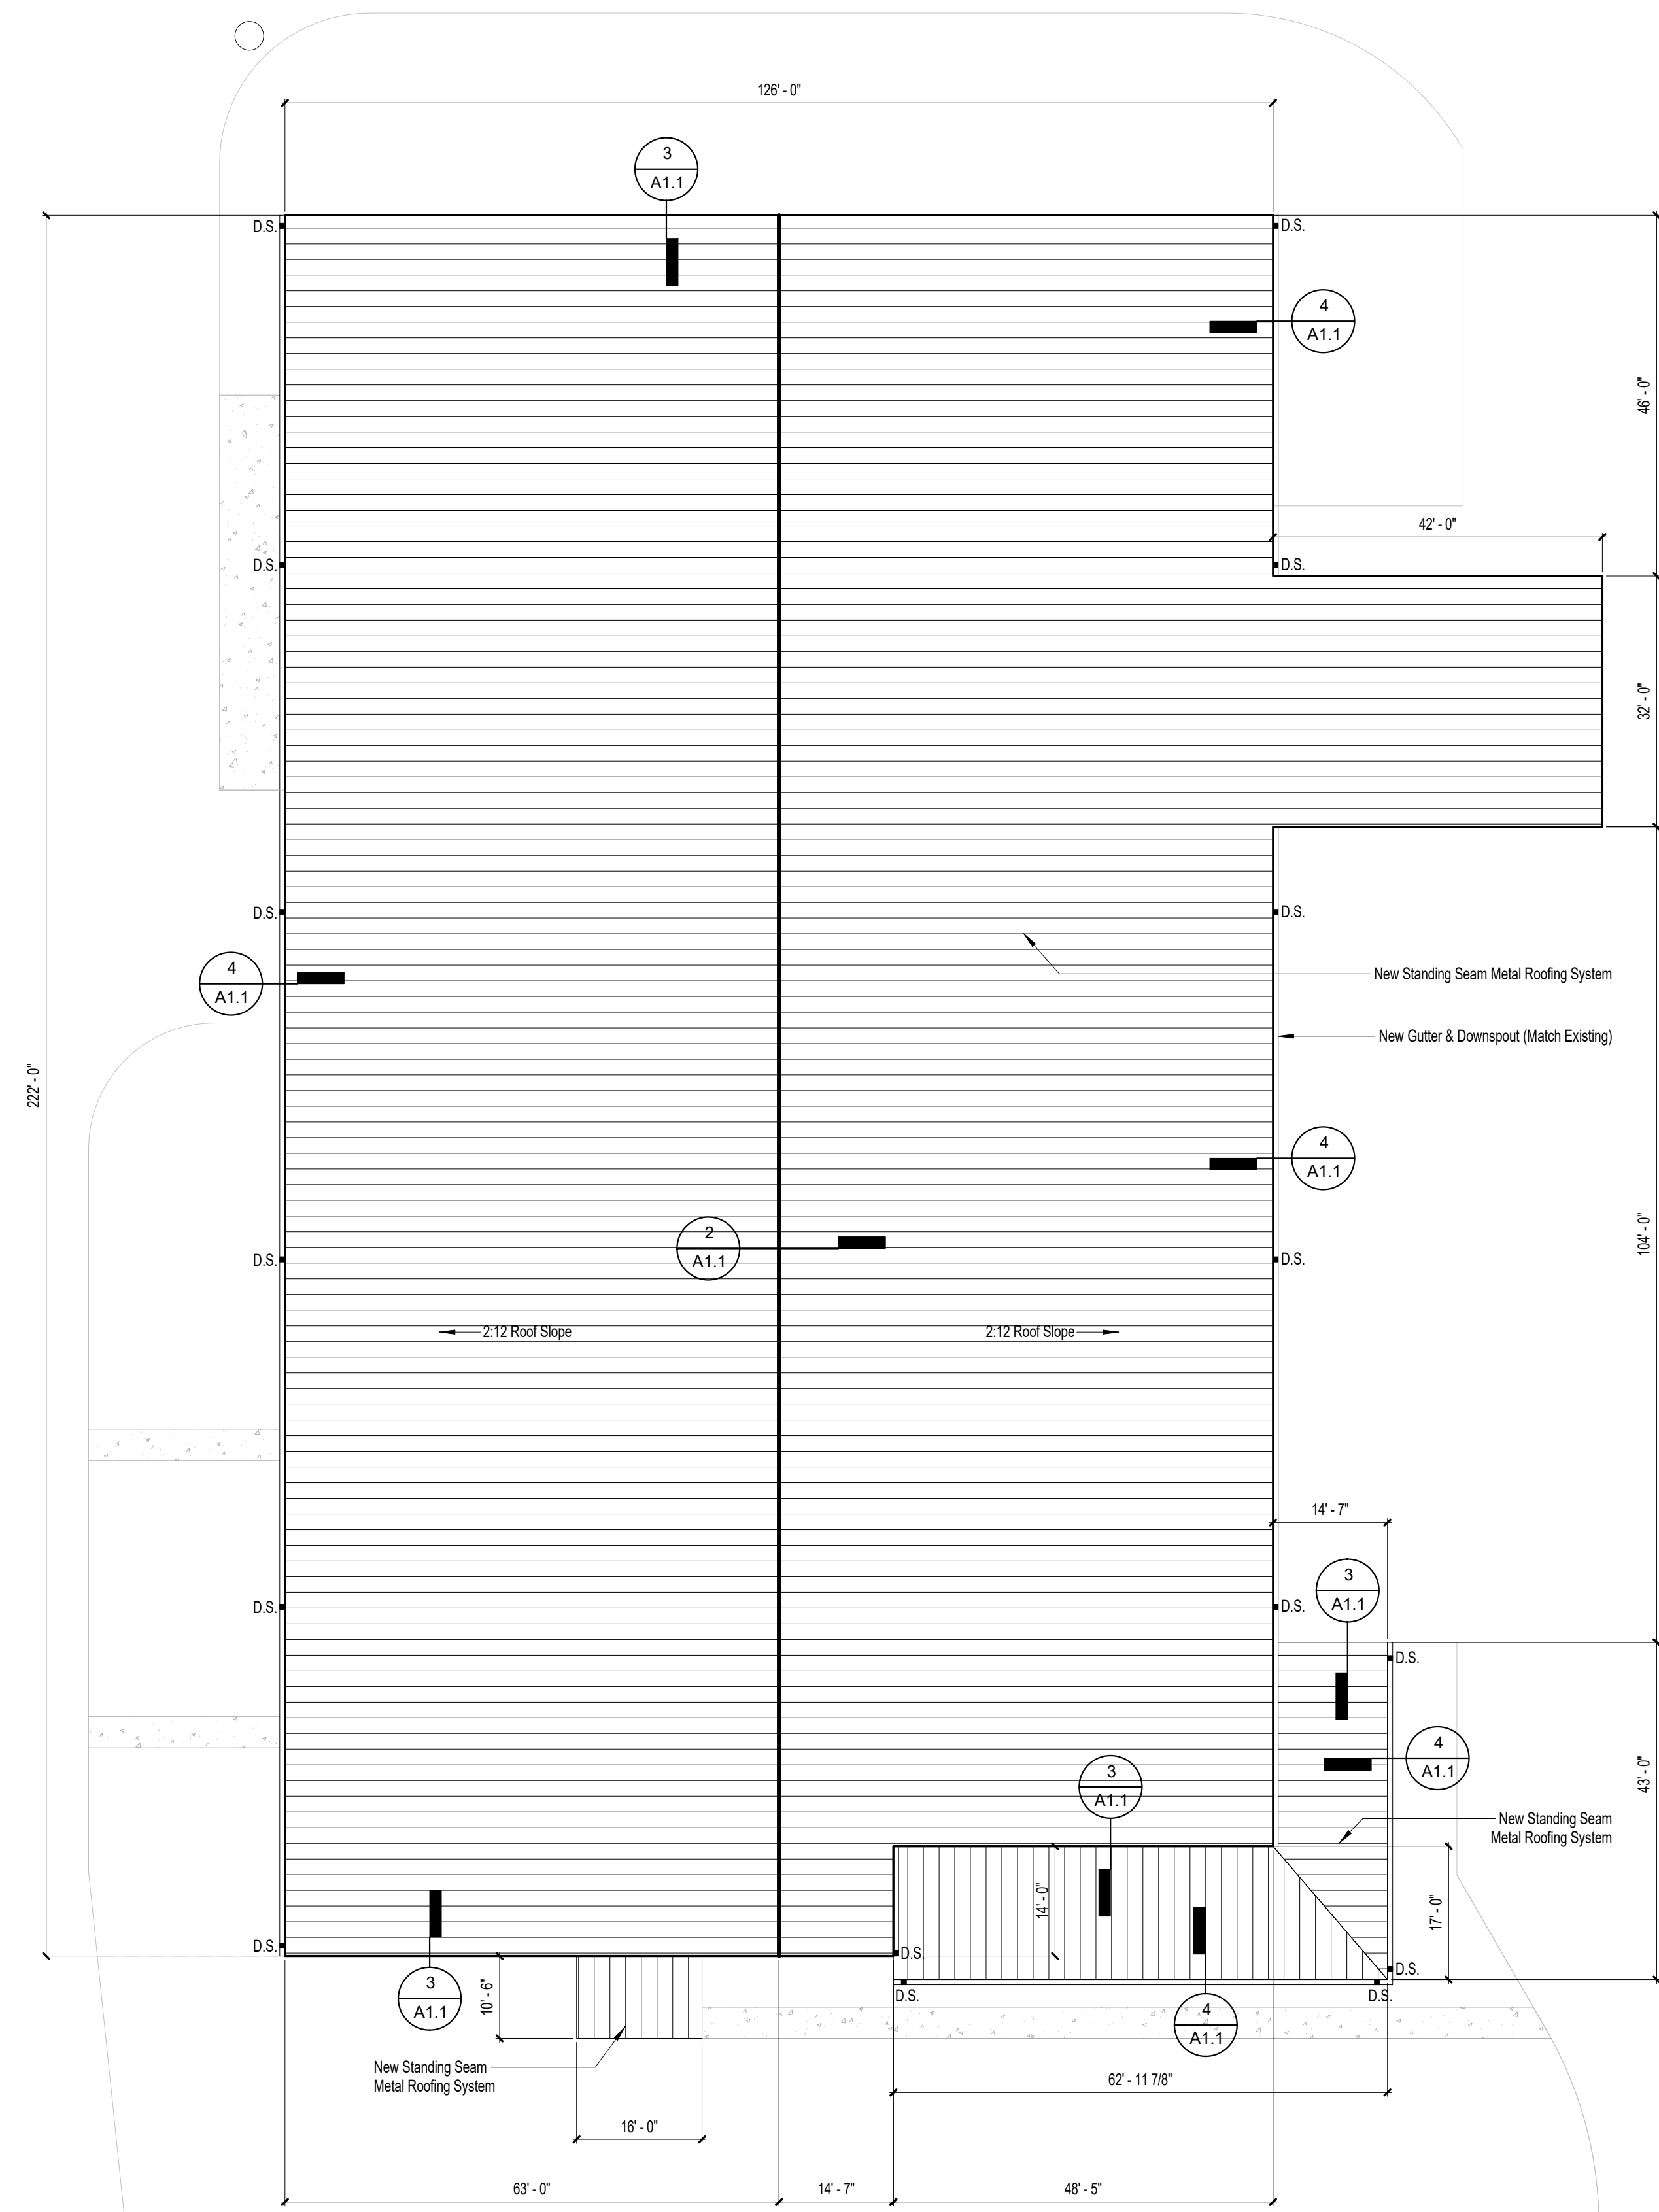 126' - 0"
3
A1.1
D.S.
D.S.
4
A1.1
46' - 0"
42' - 0"
D.S.
D.S.
32' - 0"
D.S.
D.S.
4
A1.1
New Standing Seam Metal Roofing System
New Gutter & Downspout (Match Existing)
222' - 0"
4
A1.1
104' - 0"
2
A1.1
D.S.
D.S.
2:12 Roof Slope
2:12 Roof Slope
14' - 7"
3
A1.1
D.S.
D.S.
D.S.
4
A1.1
43' - 0"
3
A1.1
New Standing Seam
Metal Roofing System
14' - 0"
17' - 0"
D.S.
D.S.
D.S.
3
A1.1
10' - 6"
D.S.
D.S.
4
A1.1
New Standing Seam
Metal Roofing System
62' - 11 7/8"
16' - 0"
63' - 0"
14' - 7"
48' - 5"